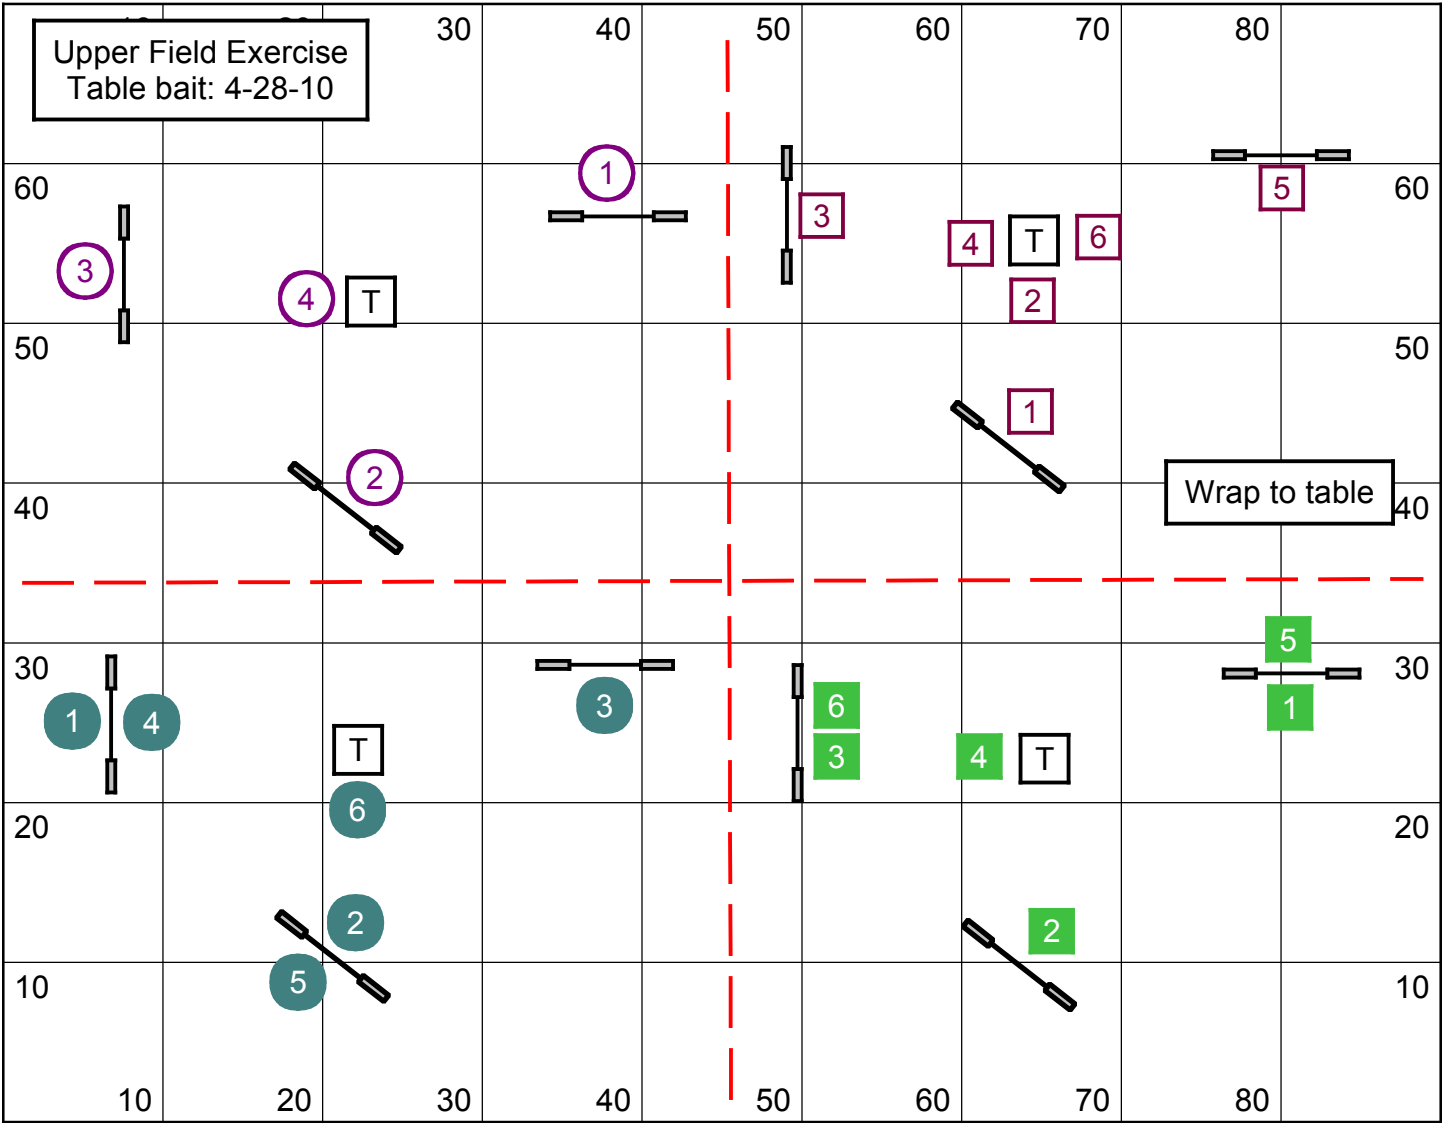 30 40 50 60 70 80
Upper Field Exercise
Table bait: 4-28-10
60 1 5 60
3 4 T 6
3
4 T 2
50 50
1
2
Wrap to table
40 40
5
30 30
6 3 1
1 4
T 3 4 T
6
20 20
2 2
5
10 10
10 20 30 40 50 60 70 80